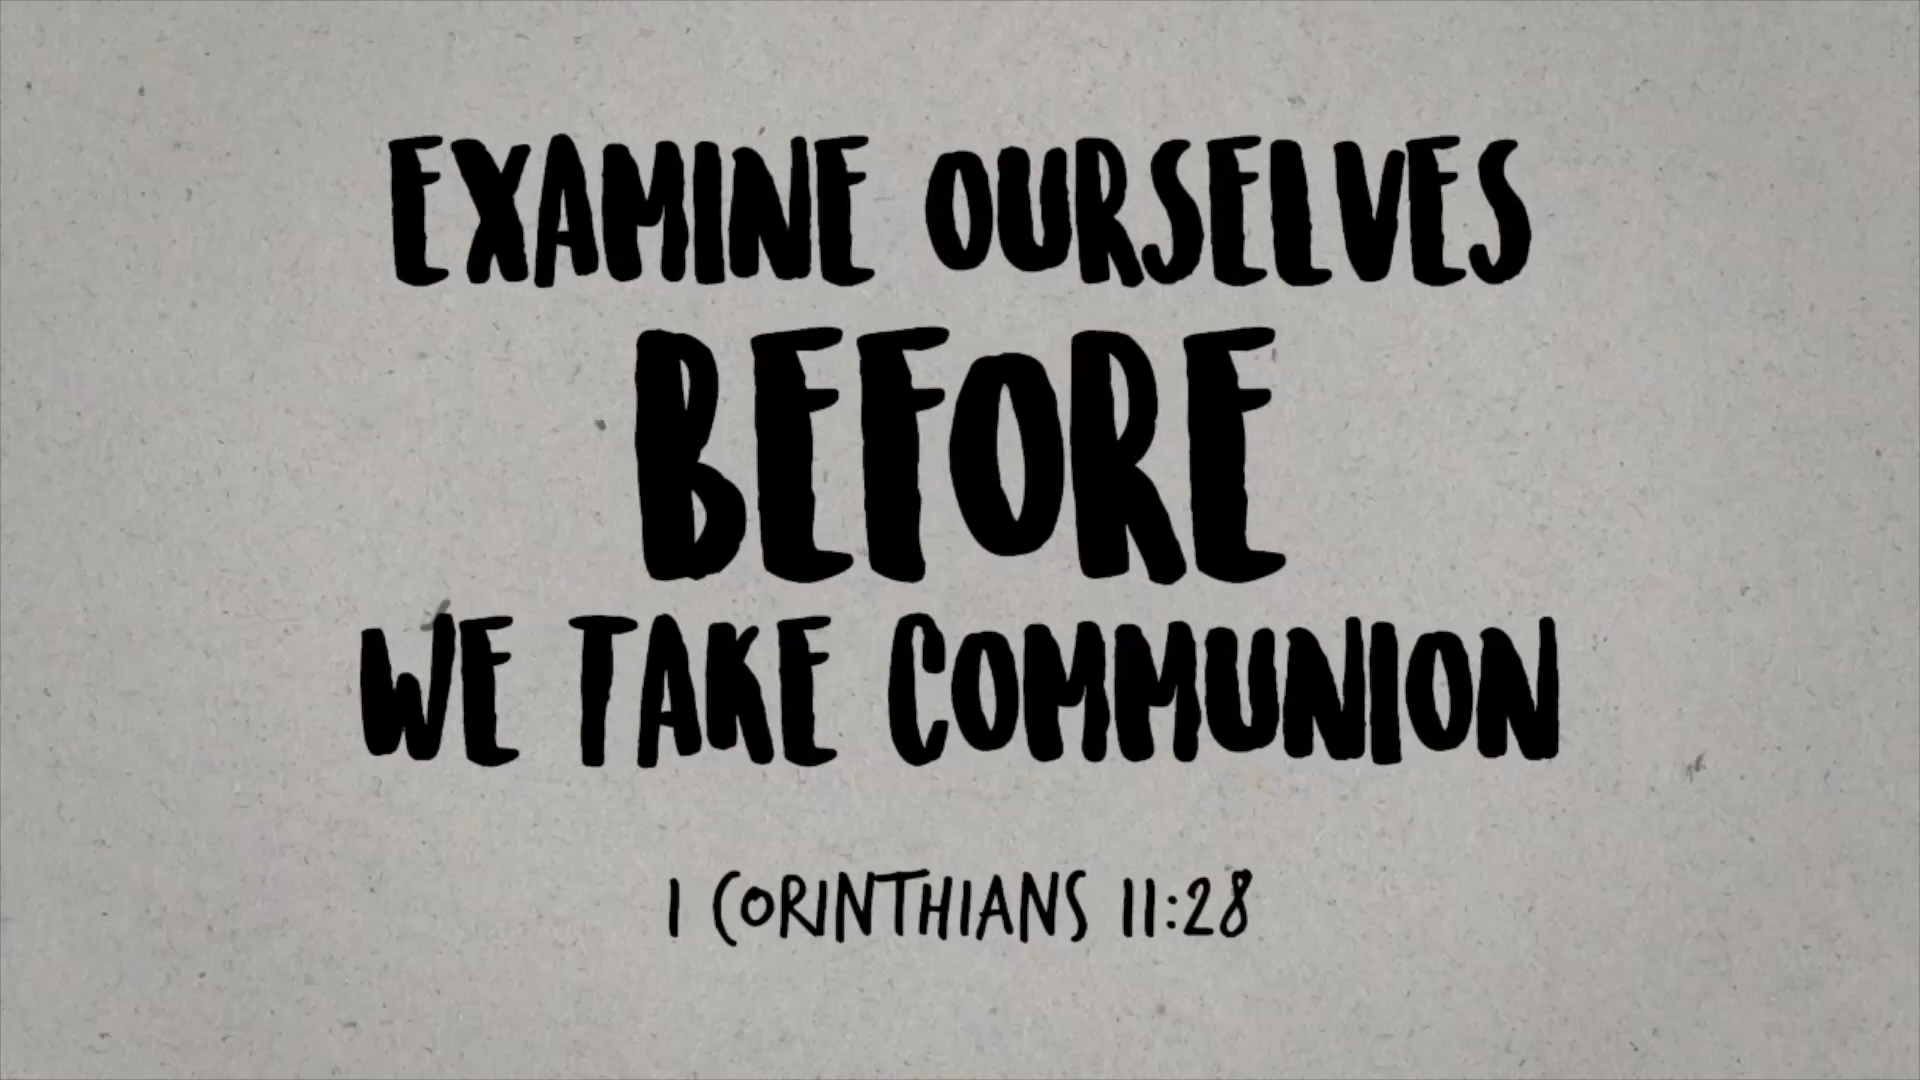 EXAMINE OURSELVES
BEFORE
WE TAKE COMMUNION
1 CORINTHIANS 11:28